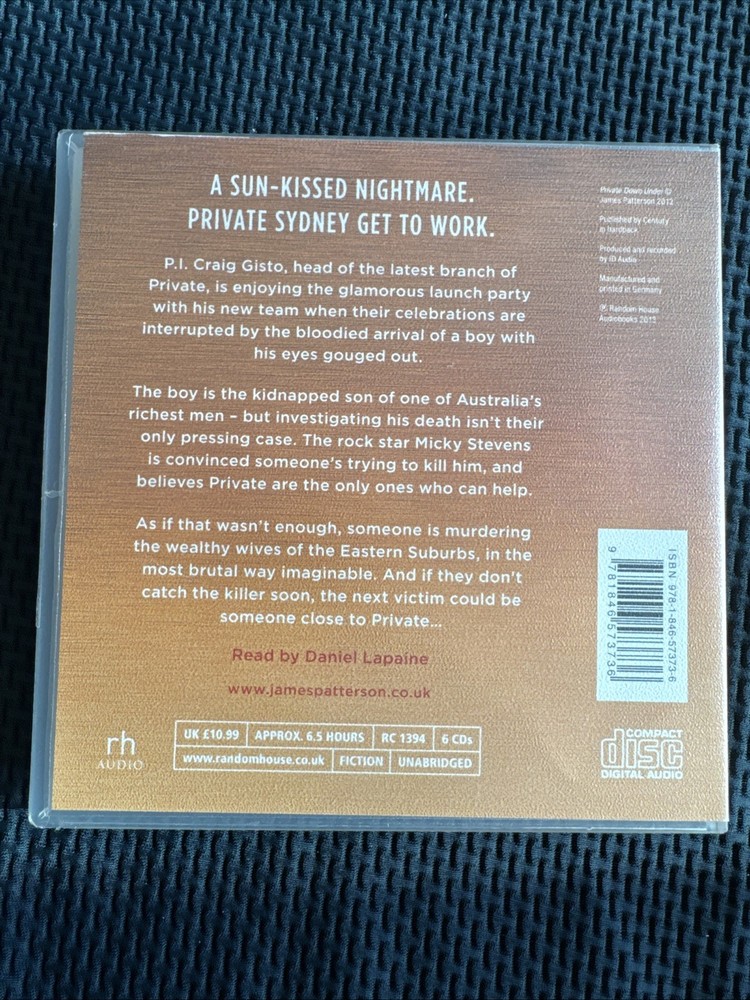 A SUN-KISSED NIGHTMARE.
PRIVATE SYDNEY GET TO WORK.
P.I. Craig Gisto, head of the latest branch of
Private, is enjoying the glamorous launch party
with his new team when their celebrations are
interrupted by the bloodied arrival of a boy with
his eyes gouged out.
The boy is the kidnapped son of one of Australia's
richest men – but investigating his death isn't their
only pressing case. The rock star Micky Stevens
is convinced someone's trying to kill him, and
believes Private are the only ones who can help.
As if that wasn't enough, someone is murdering
the wealthy wives of the Eastern Suburbs, in the
most brutal way imaginable. And if they don't
catch the killer soon, the next victim could be
someone close to Private...
Read by Daniel Lapaine
www.jamespatterson.co.uk
rh
AUDIO
UK £10.99 APPROX. 6.5 HOURS RC 1394 6 CDs
www.randomhouse.co.uk FICTION UNABRIDGED
Private Down Under ©
James Patterson 2013
Published by Century
in hardback
Produced and recorded
by ID Audio
Manufactured and
printed in Germany
℗ Random House
Audiobooks 2013
ISBN 978-1-846-57373-6
9 781846 573736
COMPACT
disc
DIGITAL AUDIO